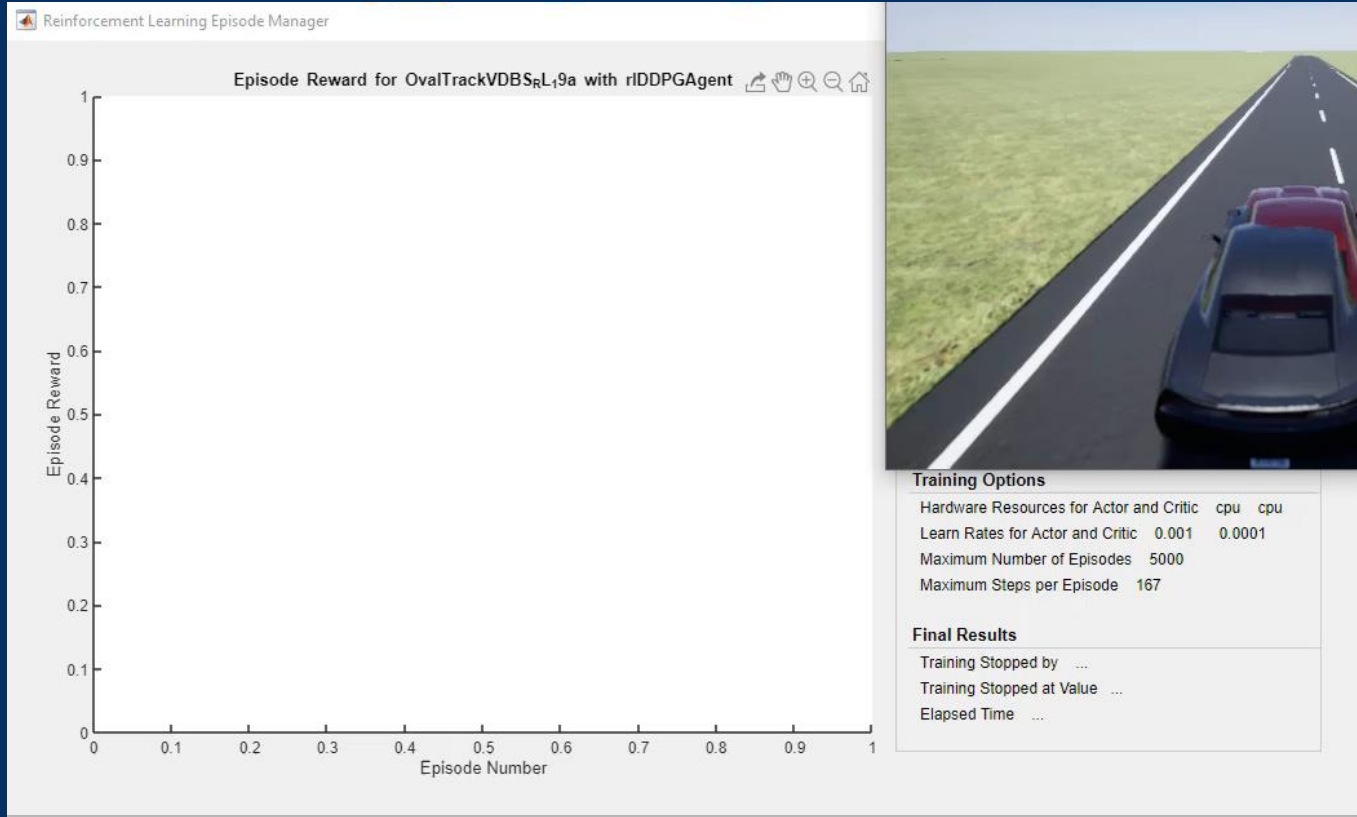 Reinforcement Learning Episode Manager
Episode Reward for OvalTrackVDBSRL19a with rlDDPGAgent
1
0.9
0.8
0.7
0.6
0.5
0.4
0.3
0.2
0.1
0
Episode Reward
0 0.1 0.2 0.3 0.4 0.5 0.6 0.7 0.8 0.9 1
Episode Number
Training Options
Hardware Resources for Actor and Critic cpu cpu
Learn Rates for Actor and Critic 0.001 0.0001
Maximum Number of Episodes 5000
Maximum Steps per Episode 167
Final Results
Training Stopped by ...
Training Stopped at Value ...
Elapsed Time ...